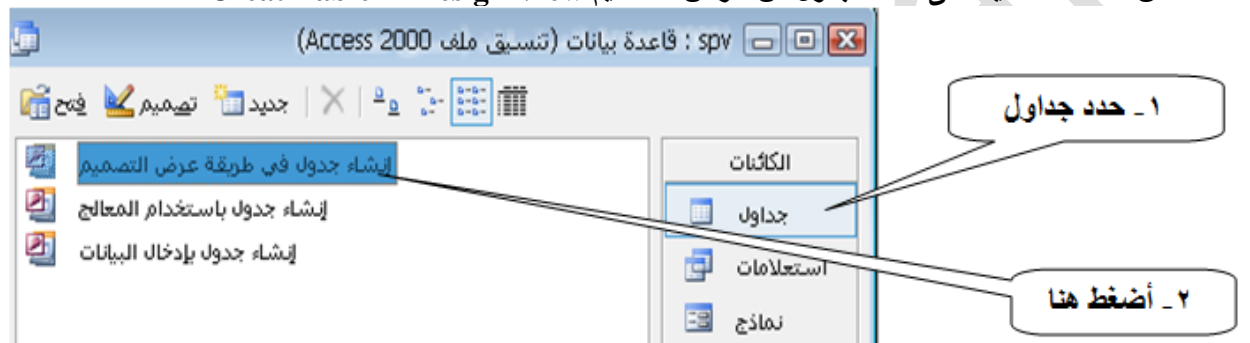 spv : قاعدة بيانات (تنسيق ملف Access 2000)
فتح تصميم جديد
١ - حدد جداول
الكائنات
إنشاء جدول في طريقة عرض التصميم
جداول
إنشاء جدول باستخدام المعالج
استعلامات
إنشاء جدول بإدخال البيانات
٢ - أضغط هنا
نماذج